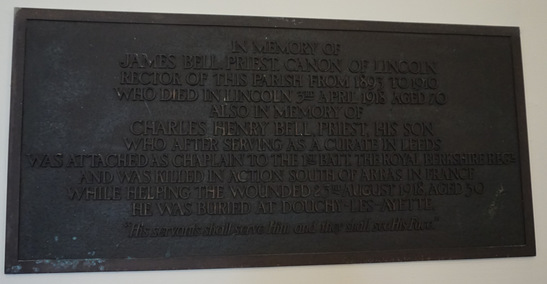 IN MEMORY OF
JAMES BELL, PRIEST, CANON OF LINCOLN
RECTOR OF THIS PARISH FROM 1893 TO 1910
WHO DIED IN LINCOLN 3RD APRIL 1918 AGED 70
ALSO IN MEMORY OF
CHARLES HENRY BELL, PRIEST, HIS SON
WHO AFTER SERVING AS A CURATE IN LEEDS
WAS ATTACHED AS CHAPLAIN TO THE 1ST BATT. THE ROYAL BERKSHIRE REGT.
AND WAS KILLED IN ACTION SOUTH OF ARRAS IN FRANCE
WHILE HELPING THE WOUNDED 23RD AUGUST 1918, AGED 30
HE WAS BURIED AT DOUCHY-LES-AYETTE
"His servants shall serve him and they shall see His Face"